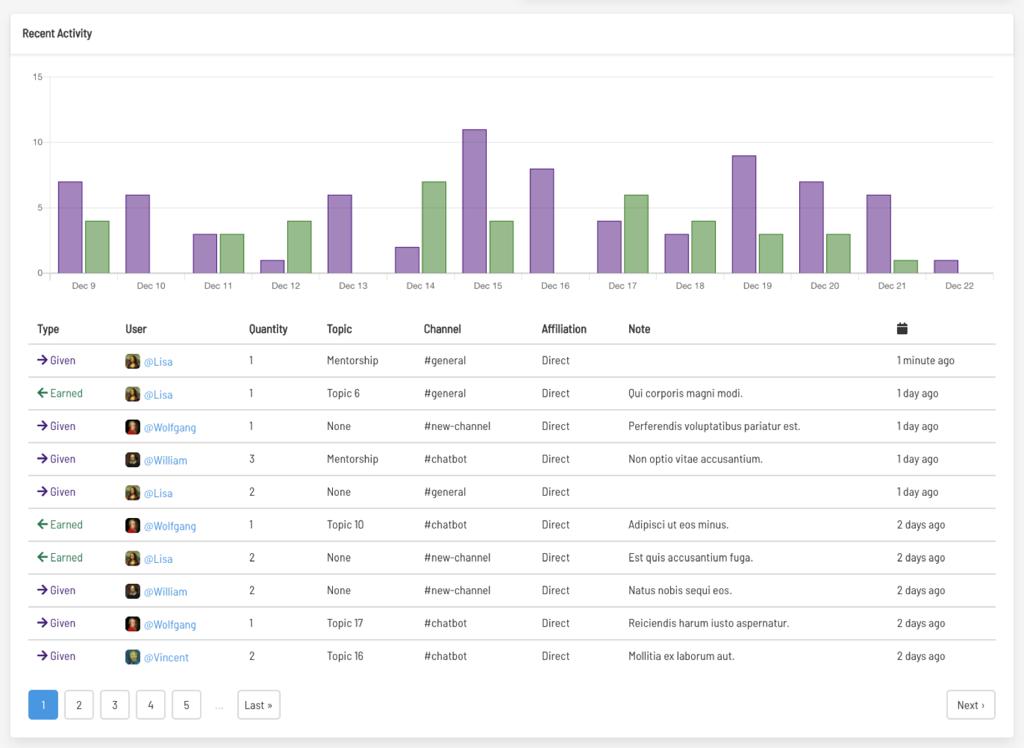 Recent Activity
15
10
5
0
Dec 9 Dec 10 Dec 11 Dec 12 Dec 13 Dec 14 Dec 15 Dec 16 Dec 17 Dec 18 Dec 19 Dec 20 Dec 21 Dec 22
Type User Quantity Topic Channel Affiliation Note
→ Given @Lisa 1 Mentorship #general Direct 1 minute ago
← Earned @Lisa 1 Topic 6 #general Direct Qui corporis magni modi. 1 day ago
→ Given @Wolfgang 1 None #new-channel Direct Perferendis voluptatibus pariatur est. 1 day ago
→ Given @William 3 Mentorship #chatbot Direct Non optio vitae accusantium. 1 day ago
→ Given @Lisa 2 None #general Direct 1 day ago
← Earned @Wolfgang 1 Topic 10 #chatbot Direct Adipisci ut eos minus. 2 days ago
← Earned @Lisa 2 None #new-channel Direct Est quis accusantium fuga. 2 days ago
→ Given @William 2 None #new-channel Direct Natus nobis sequi eos. 2 days ago
→ Given @Wolfgang 1 Topic 17 #chatbot Direct Reiciendis harum iusto aspernatur. 2 days ago
→ Given @Vincent 2 Topic 16 #chatbot Direct Mollitia ex laborum aut. 2 days ago
1 2 3 4 5 ... Last » Next ›